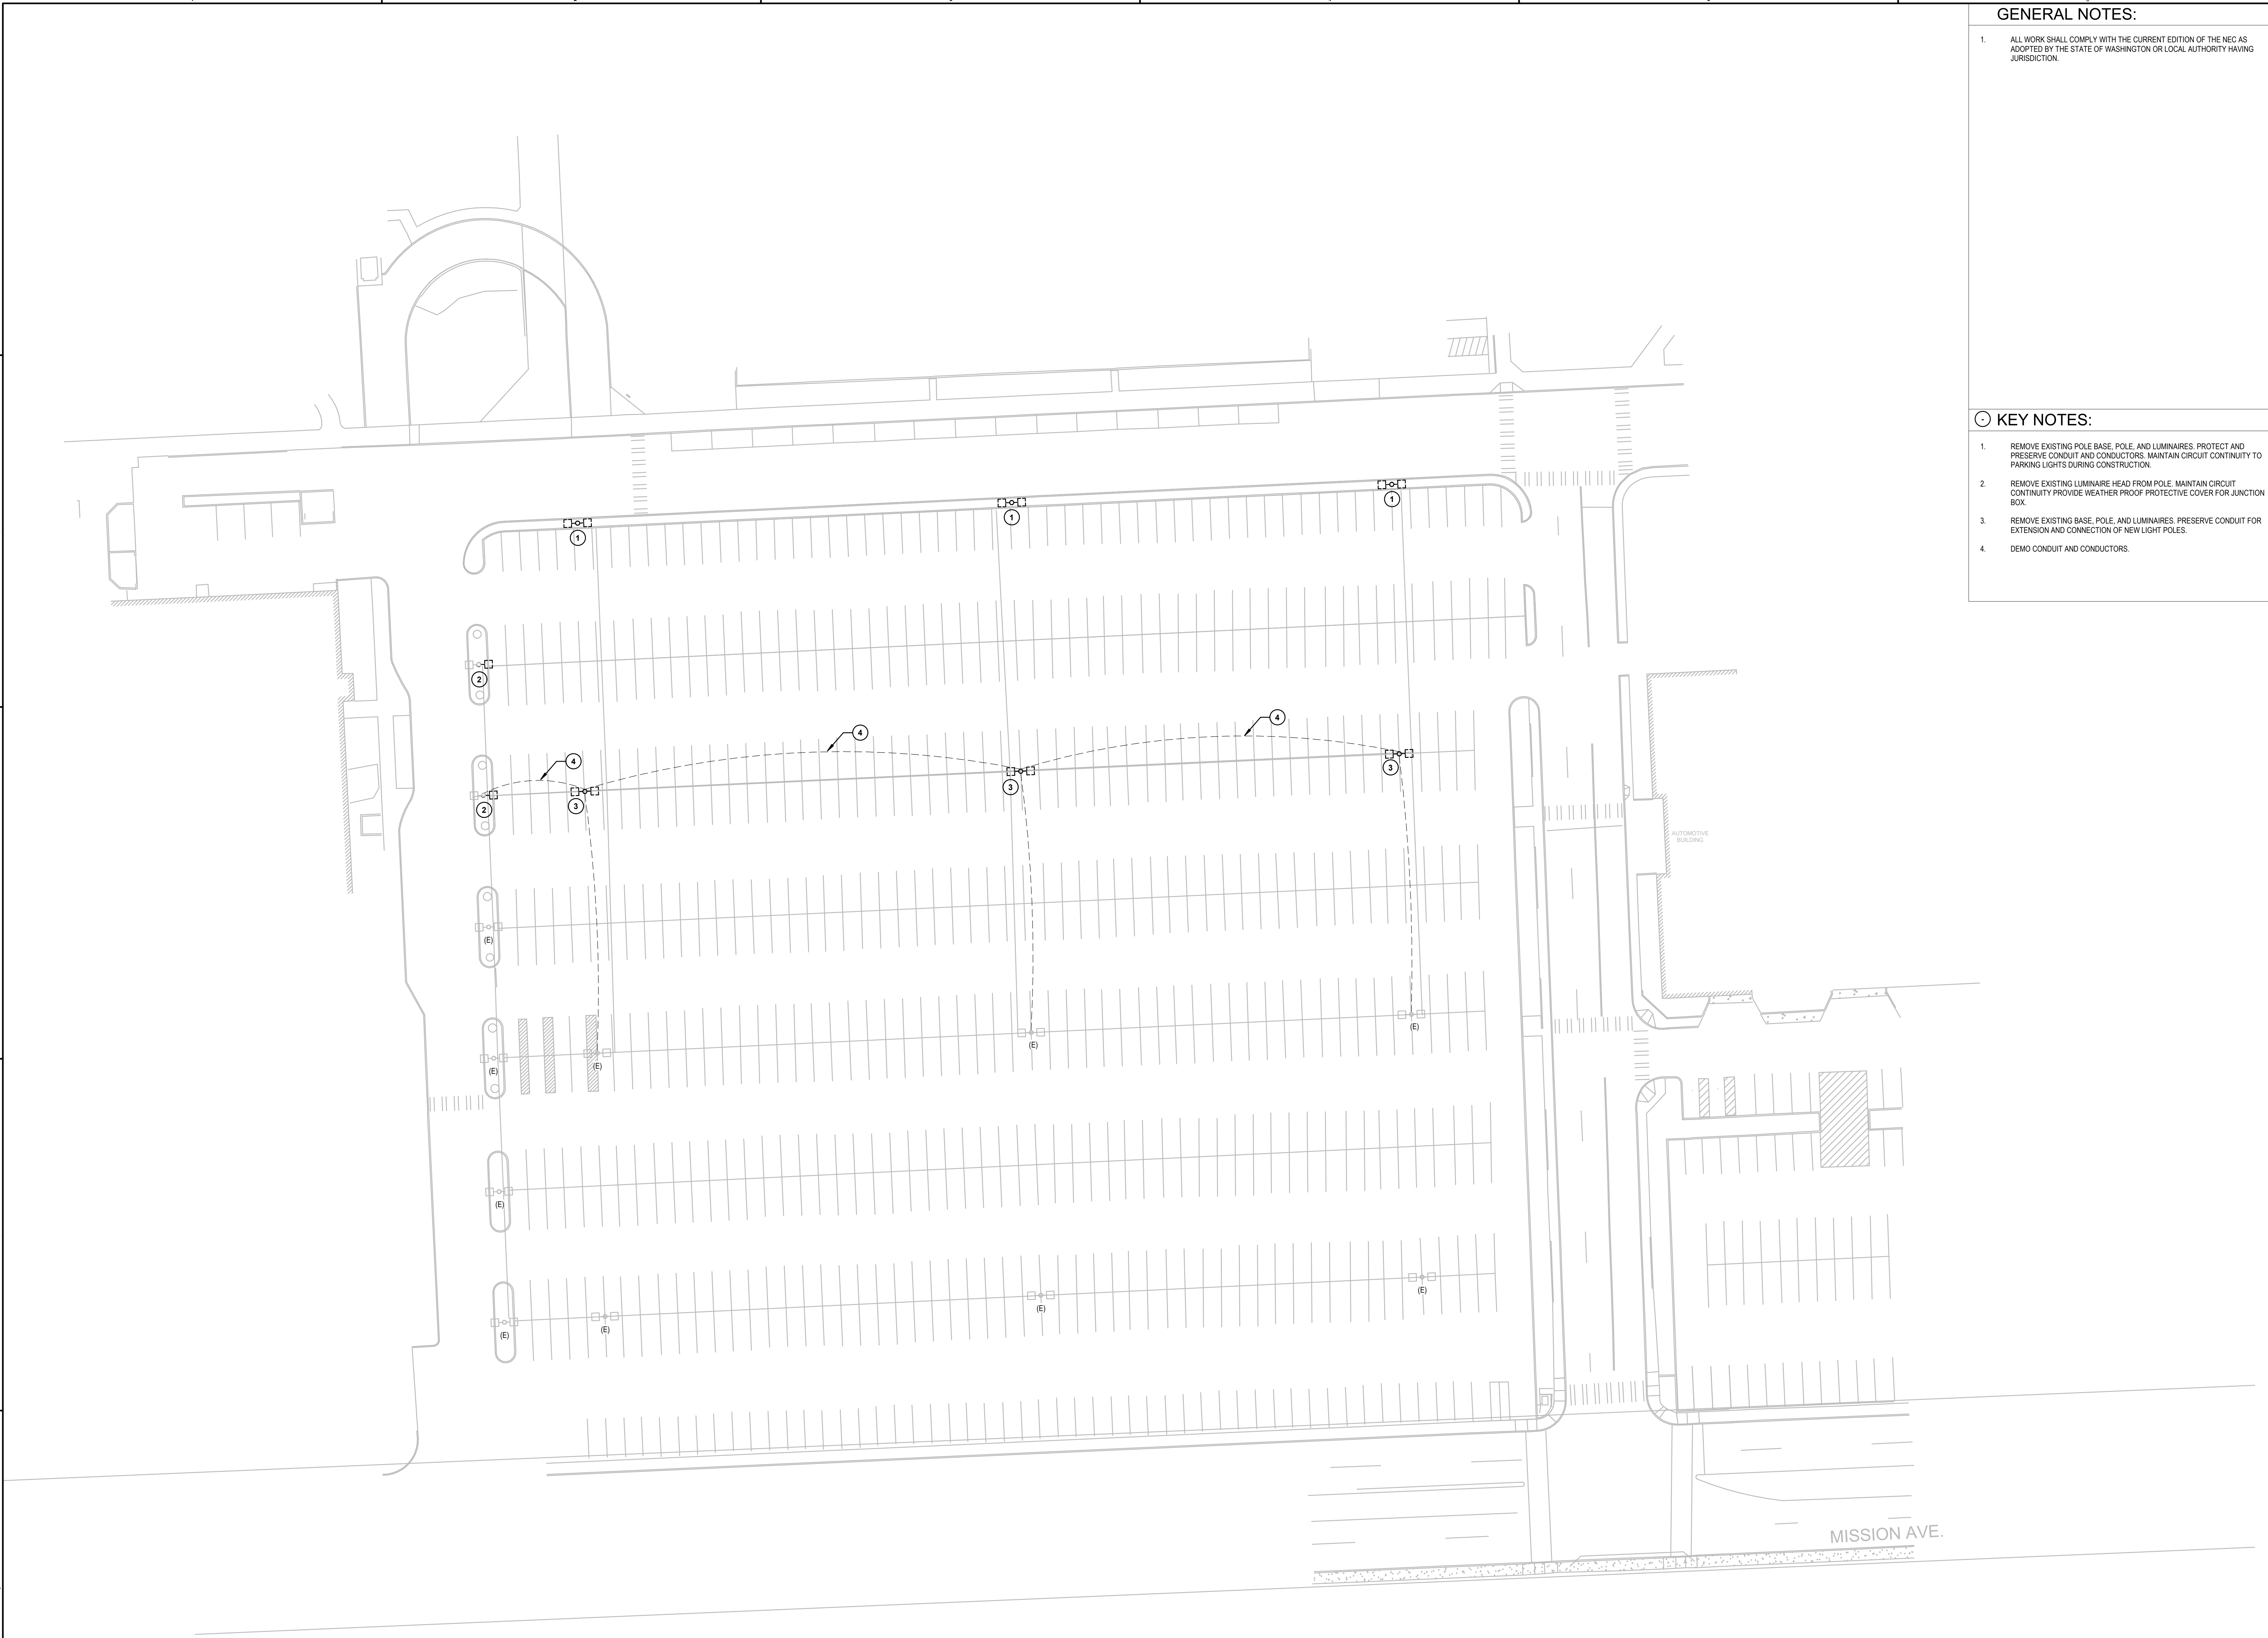 GENERAL NOTES:
1. ALL WORK SHALL COMPLY WITH THE CURRENT EDITION OF THE NEC AS
ADOPTED BY THE STATE OF WASHINGTON OR LOCAL AUTHORITY HAVING
JURISDICTION.
- KEY NOTES:
1. REMOVE EXISTING POLE BASE, POLE, AND LUMINAIRES. PROTECT AND
PRESERVE CONDUIT AND CONDUCTORS. MAINTAIN CIRCUIT CONTINUITY TO
PARKING LIGHTS DURING CONSTRUCTION.
2. REMOVE EXISTING LUMINAIRE HEAD FROM POLE. MAINTAIN CIRCUIT
CONTINUITY PROVIDE WEATHER PROOF PROTECTIVE COVER FOR JUNCTION
BOX.
3. REMOVE EXISTING BASE, POLE, AND LUMINAIRES. PRESERVE CONDUIT FOR
EXTENSION AND CONNECTION OF NEW LIGHT POLES.
4. DEMO CONDUIT AND CONDUCTORS.
1
1
1
2
4
4
4
3
3
3
2
AUTOMOTIVE
BUILDING
(E)
(E)
(E)
(E)
(E)
(E)
(E)
(E)
(E)
(E)
MISSION AVE.